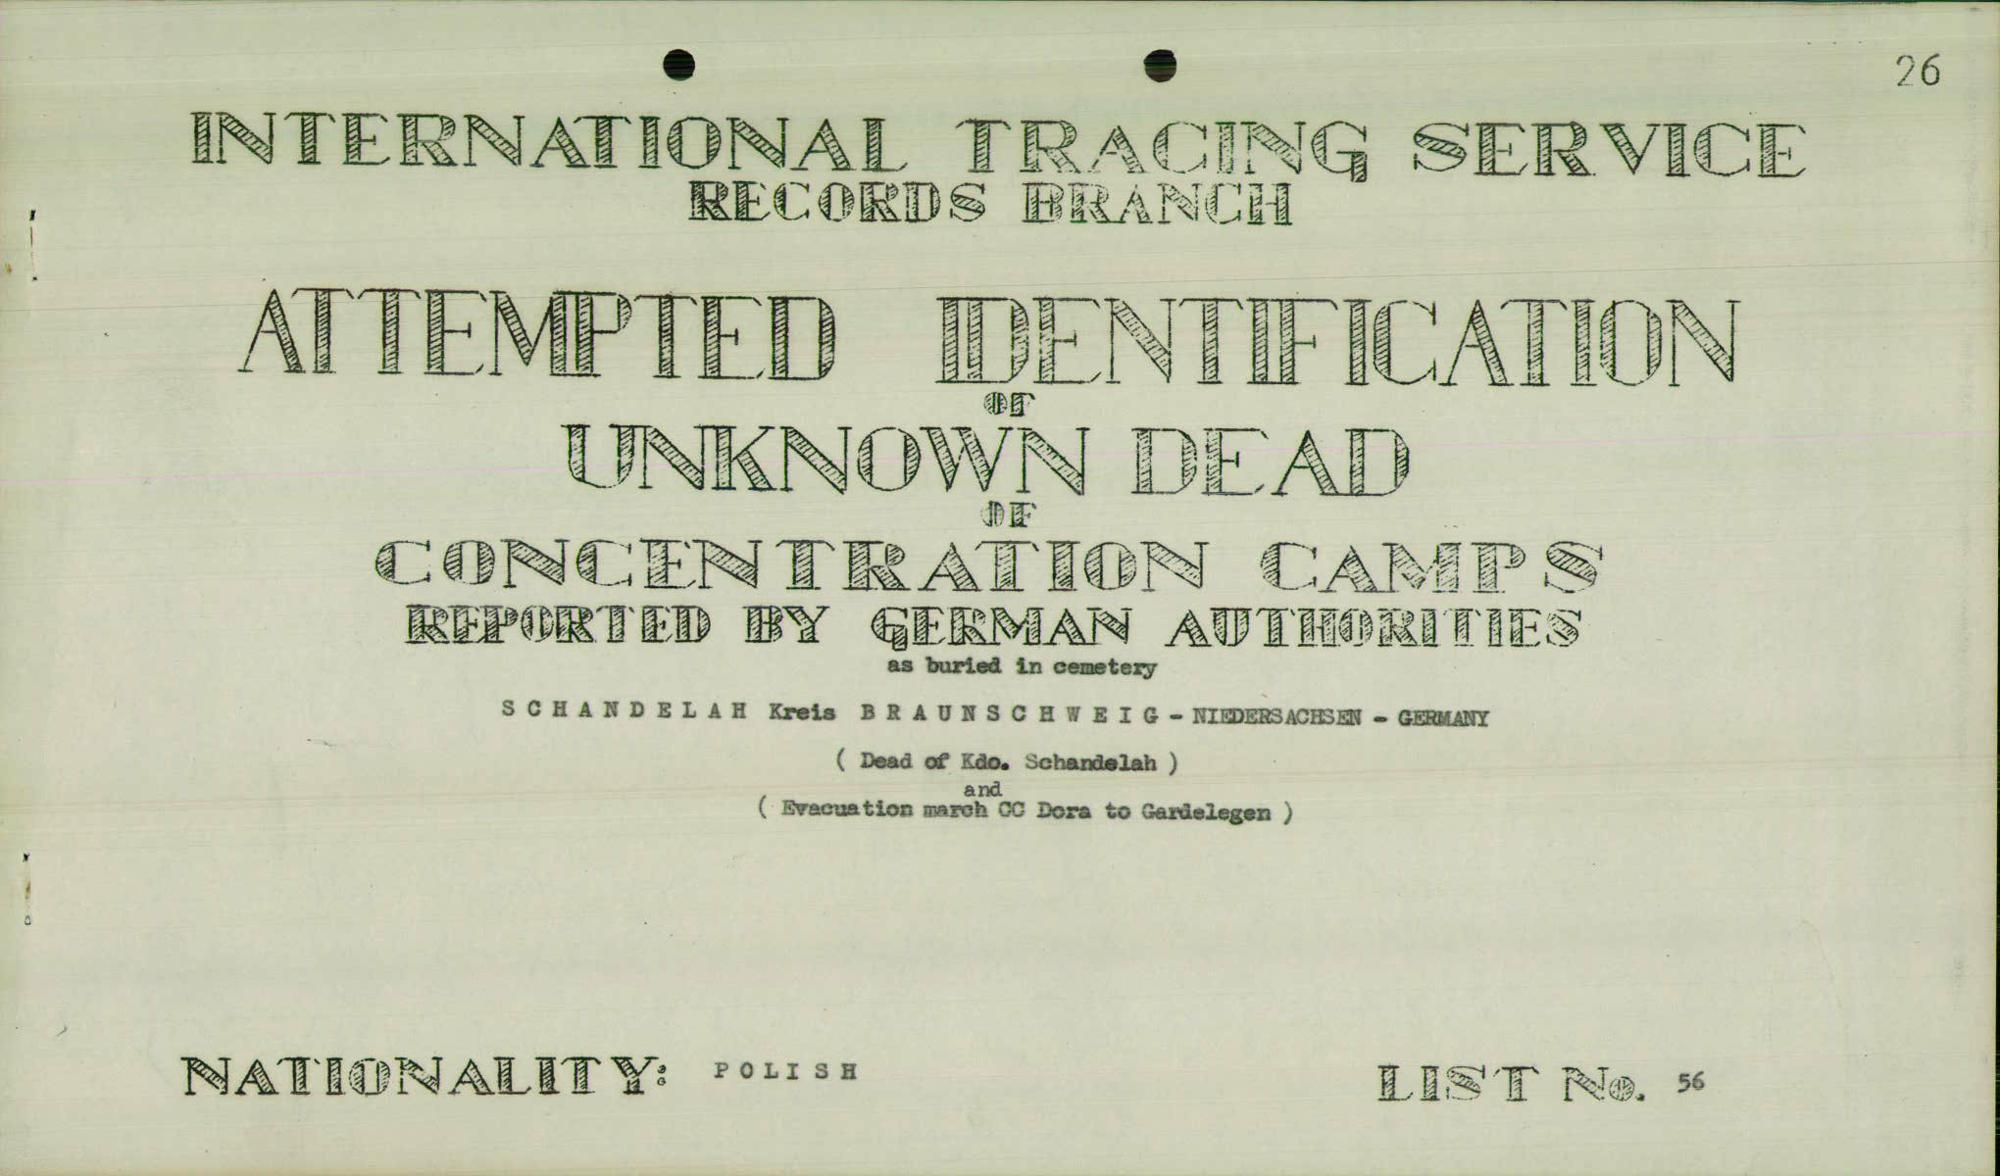 26
INTERNATIONAL TRACING SERVICE
RECORDS BRANCH
ATTEMPTED IDENTIFICATION
OF
UNKNOWN DEAD
OF
CONCENTRATION CAMPS
REPORTED BY GERMAN AUTHORITIES
as buried in cemetery
SCHANDELAH Kreis BRAUNSCHWEIG - NIEDERSACHSEN - GERMANY
( Dead of Kdo. Schandelah )
and
( Evacuation march CC Dora to Gardelegen )
NATIONALITY: POLISH LIST No. 56